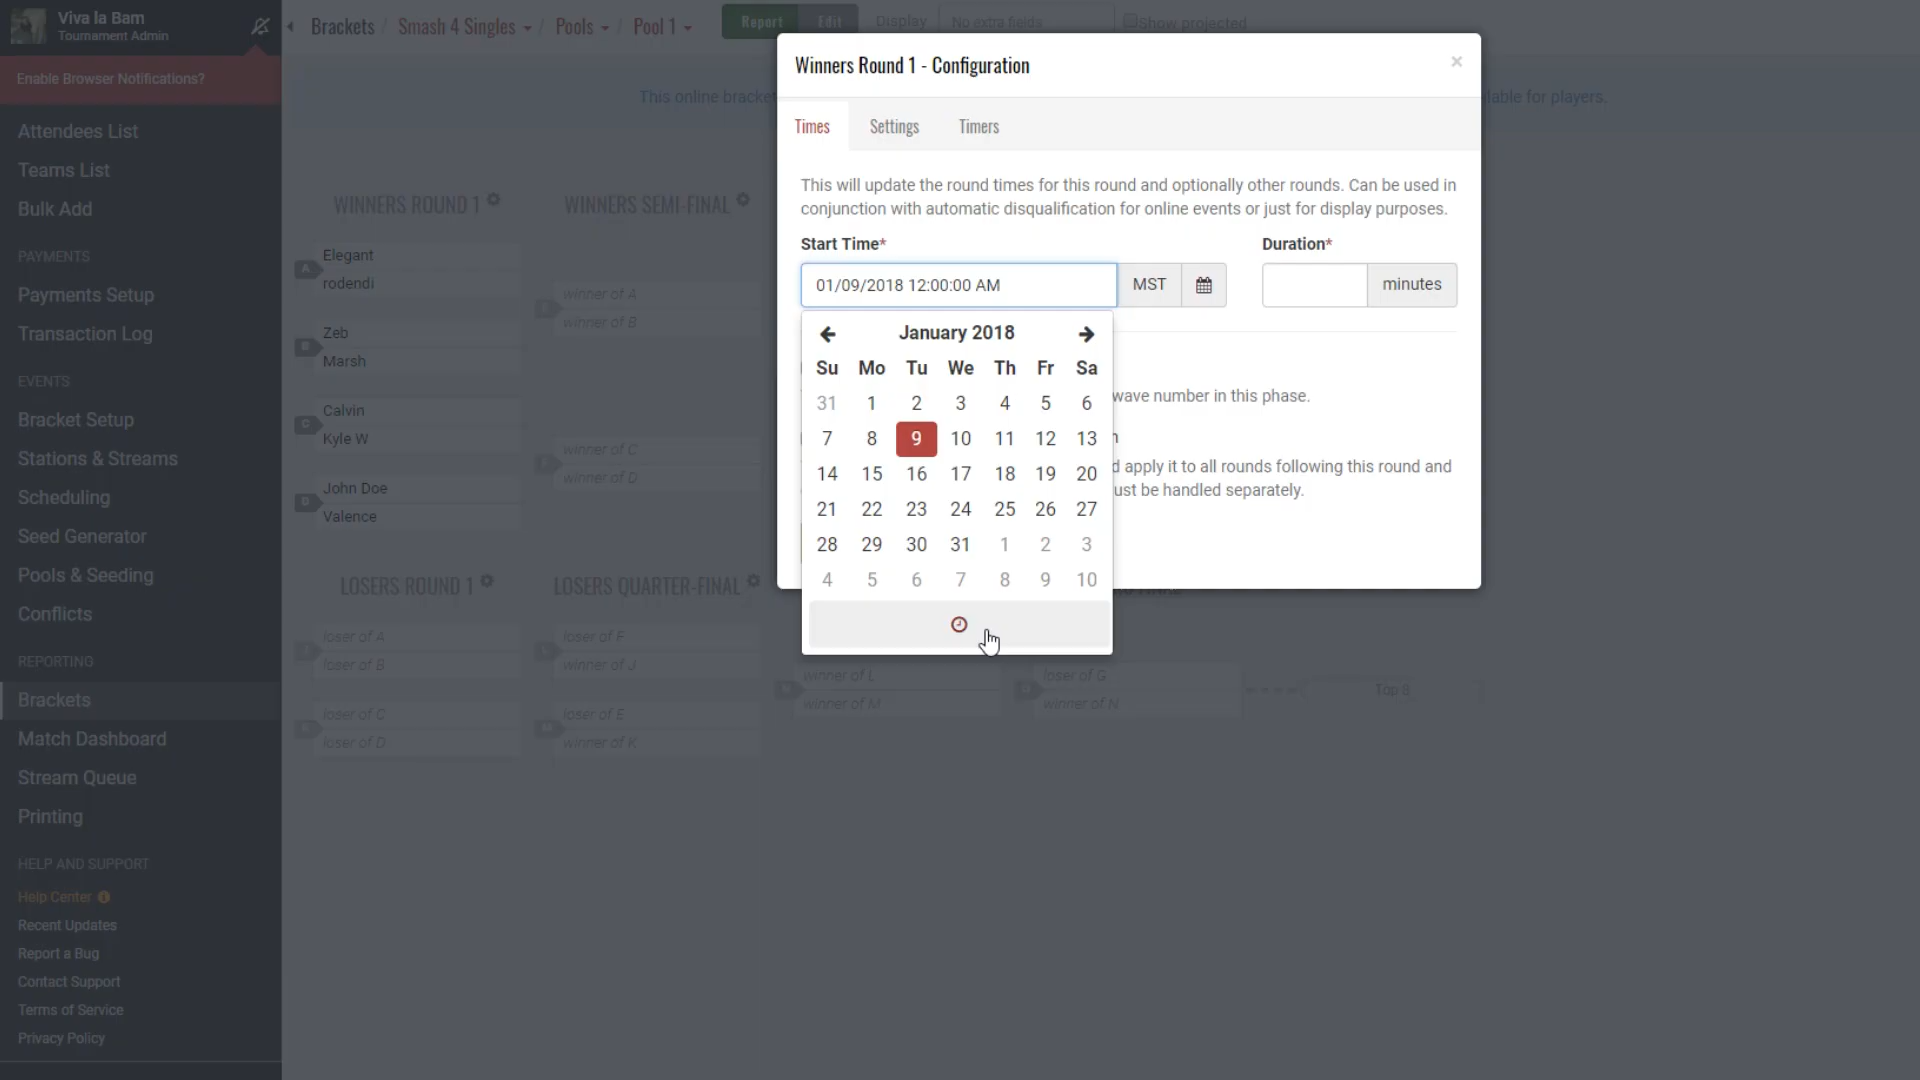 Viva la Bam
Tournament Admin
Enable Browser Notifications?
Attendees List
Teams List
Bulk Add
PAYMENTS
Payments Setup
Transaction Log
EVENTS
Bracket Setup
Stations & Streams
Scheduling
Seed Generator
Pools & Seeding
Conflicts
REPORTING
Brackets
Match Dashboard
Stream Queue
Printing
HELP AND SUPPORT
Help Center
Recent Updates
Report a Bug
Contact Support
Terms of Service
Privacy Policy
Brackets / Smash 4 Singles / Pools / Pool 1
Report Edit Display No extra fields Show projected
This online bracke
lable for players.
WINNERS ROUND 1
WINNERS SEMI-FINAL
A
Elegant
rodendi
B
Zeb
Marsh
C
Calvin
Kyle W
D
John Doe
Valence
winner of A
winner of B
winner of C
winner of D
LOSERS ROUND 1
LOSERS QUARTER-FINAL
loser of A
loser of B
loser of C
loser of D
loser of F
winner of J
loser of E
winner of K
winner of L
winner of M
loser of G
winner of N
Top 8
Winners Round 1 - Configuration
×
Times Settings Timers
This will update the round times for this round and optionally other rounds. Can be used in
conjunction with automatic disqualification for online events or just for display purposes.
Start Time* Duration*
01/09/2018 12:00:00 AM MST minutes
January 2018
Su Mo Tu We Th Fr Sa
31 1 2 3 4 5 6
7 8 9 10 11 12 13
14 15 16 17 18 19 20
21 22 23 24 25 26 27
28 29 30 31 1 2 3
4 5 6 7 8 9 10
wave number in this phase.
d apply it to all rounds following this round and
ust be handled separately.